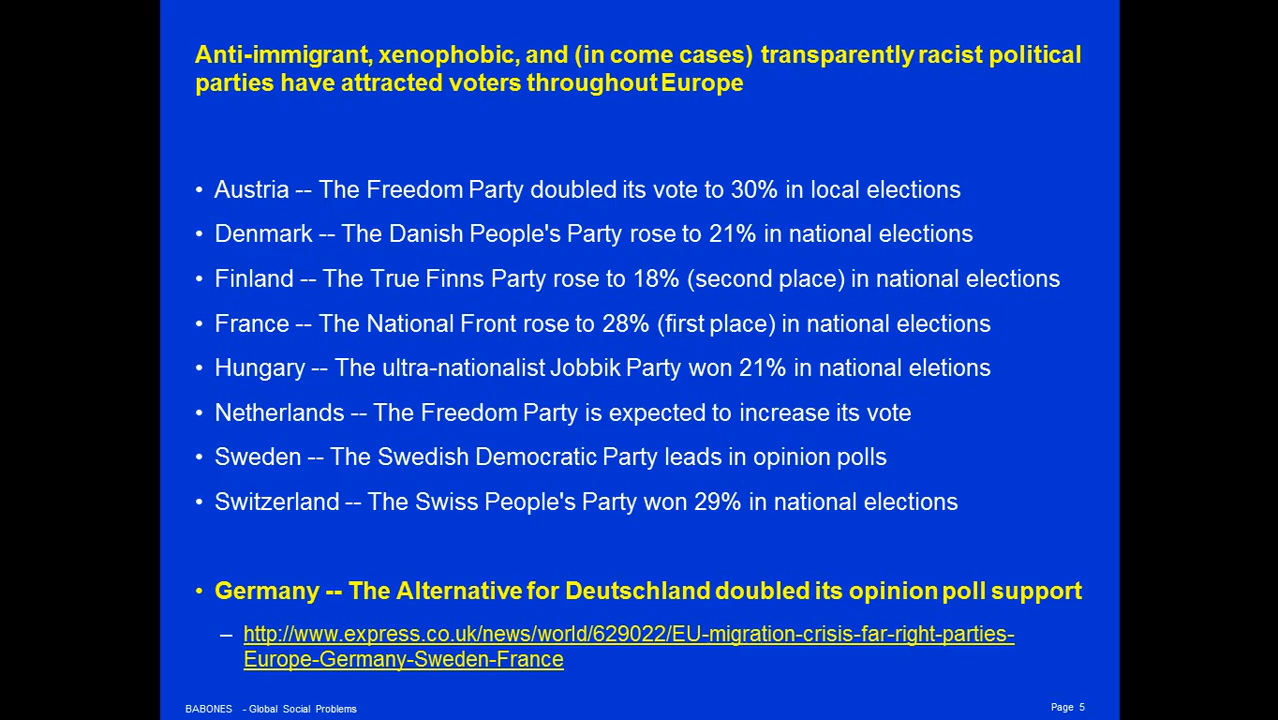 Anti-immigrant, xenophobic, and (in come cases) transparently racist political
parties have attracted voters throughout Europe
• Austria -- The Freedom Party doubled its vote to 30% in local elections
• Denmark -- The Danish People's Party rose to 21% in national elections
• Finland -- The True Finns Party rose to 18% (second place) in national elections
• France -- The National Front rose to 28% (first place) in national elections
• Hungary -- The ultra-nationalist Jobbik Party won 21% in national eletions
• Netherlands -- The Freedom Party is expected to increase its vote
• Sweden -- The Swedish Democratic Party leads in opinion polls
• Switzerland -- The Swiss People's Party won 29% in national elections
• Germany -- The Alternative for Deutschland doubled its opinion poll support
– http://www.express.co.uk/news/world/629022/EU-migration-crisis-far-right-parties-
Europe-Germany-Sweden-France
BABONES - Global Social Problems
Page 5